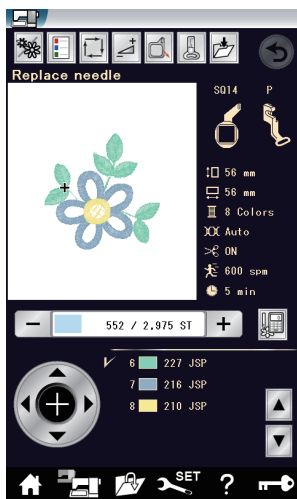 Replace needle
SQ14 P
56 mm
56 mm
8 Colors
Auto
ON
600 spm
5 min
− 552 / 2,975 ST +
6 227 JSP
7 216 JSP
8 210 JSP
SET ?